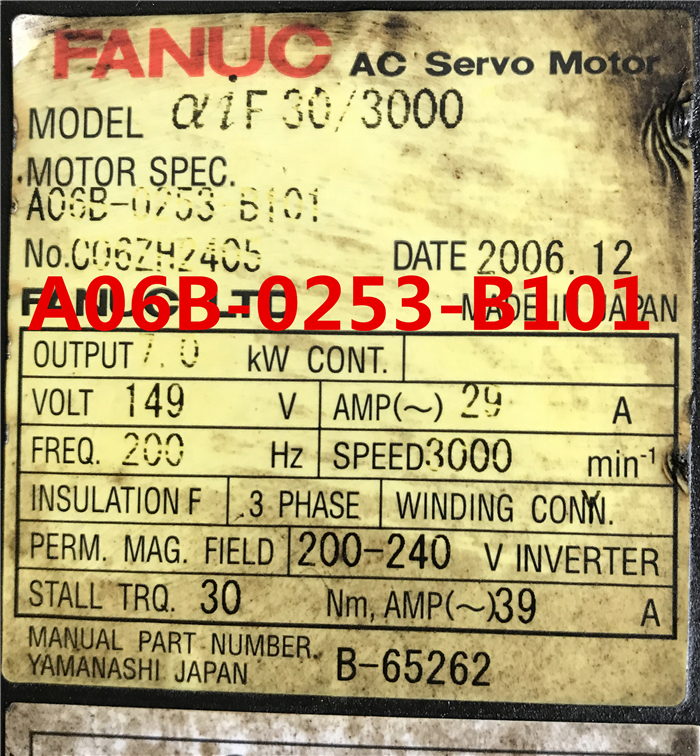 FANUC AC Servo Motor
MODEL αiF 30/3000
MOTOR SPEC.
A06B-0253-B101
No.C06ZH2405 DATE 2006.12
A06B-0253-B101
FANUC LTD MADE IN JAPAN
OUTPUT 7.0 kW CONT.
VOLT 149 V AMP(~) 29 A
FREQ. 200 Hz SPEED 3000 min-1
INSULATION F 3 PHASE WINDING CONN. Y
PERM. MAG. FIELD 200-240 V INVERTER
STALL TRQ. 30 Nm, AMP(~) 39 A
MANUAL PART NUMBER.
YAMANASHI JAPAN B-65262